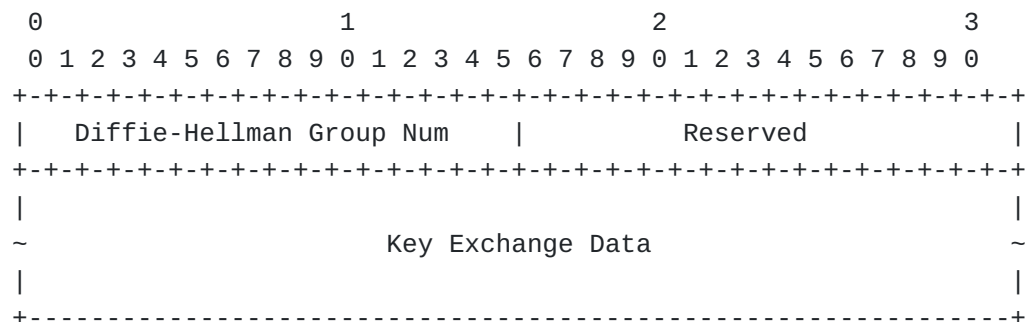 0                   1                   2                   3
0 1 2 3 4 5 6 7 8 9 0 1 2 3 4 5 6 7 8 9 0 1 2 3 4 5 6 7 8 9 0
+-+-+-+-+-+-+-+-+-+-+-+-+-+-+-+-+-+-+-+-+-+-+-+-+-+-+-+-+-+-+-+-+
|   Diffie-Hellman Group Num    |          Reserved             |
+-+-+-+-+-+-+-+-+-+-+-+-+-+-+-+-+-+-+-+-+-+-+-+-+-+-+-+-+-+-+-+-+
|                                                               |
~                       Key Exchange Data                       ~
|                                                               |
+---------------------------------------------------------------+